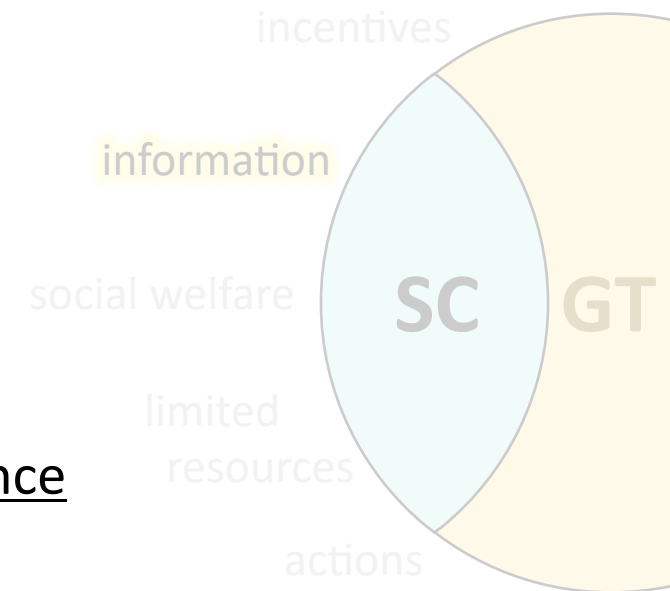 incentives
information
social welfare
SC GT
limited
resources
nce
actions